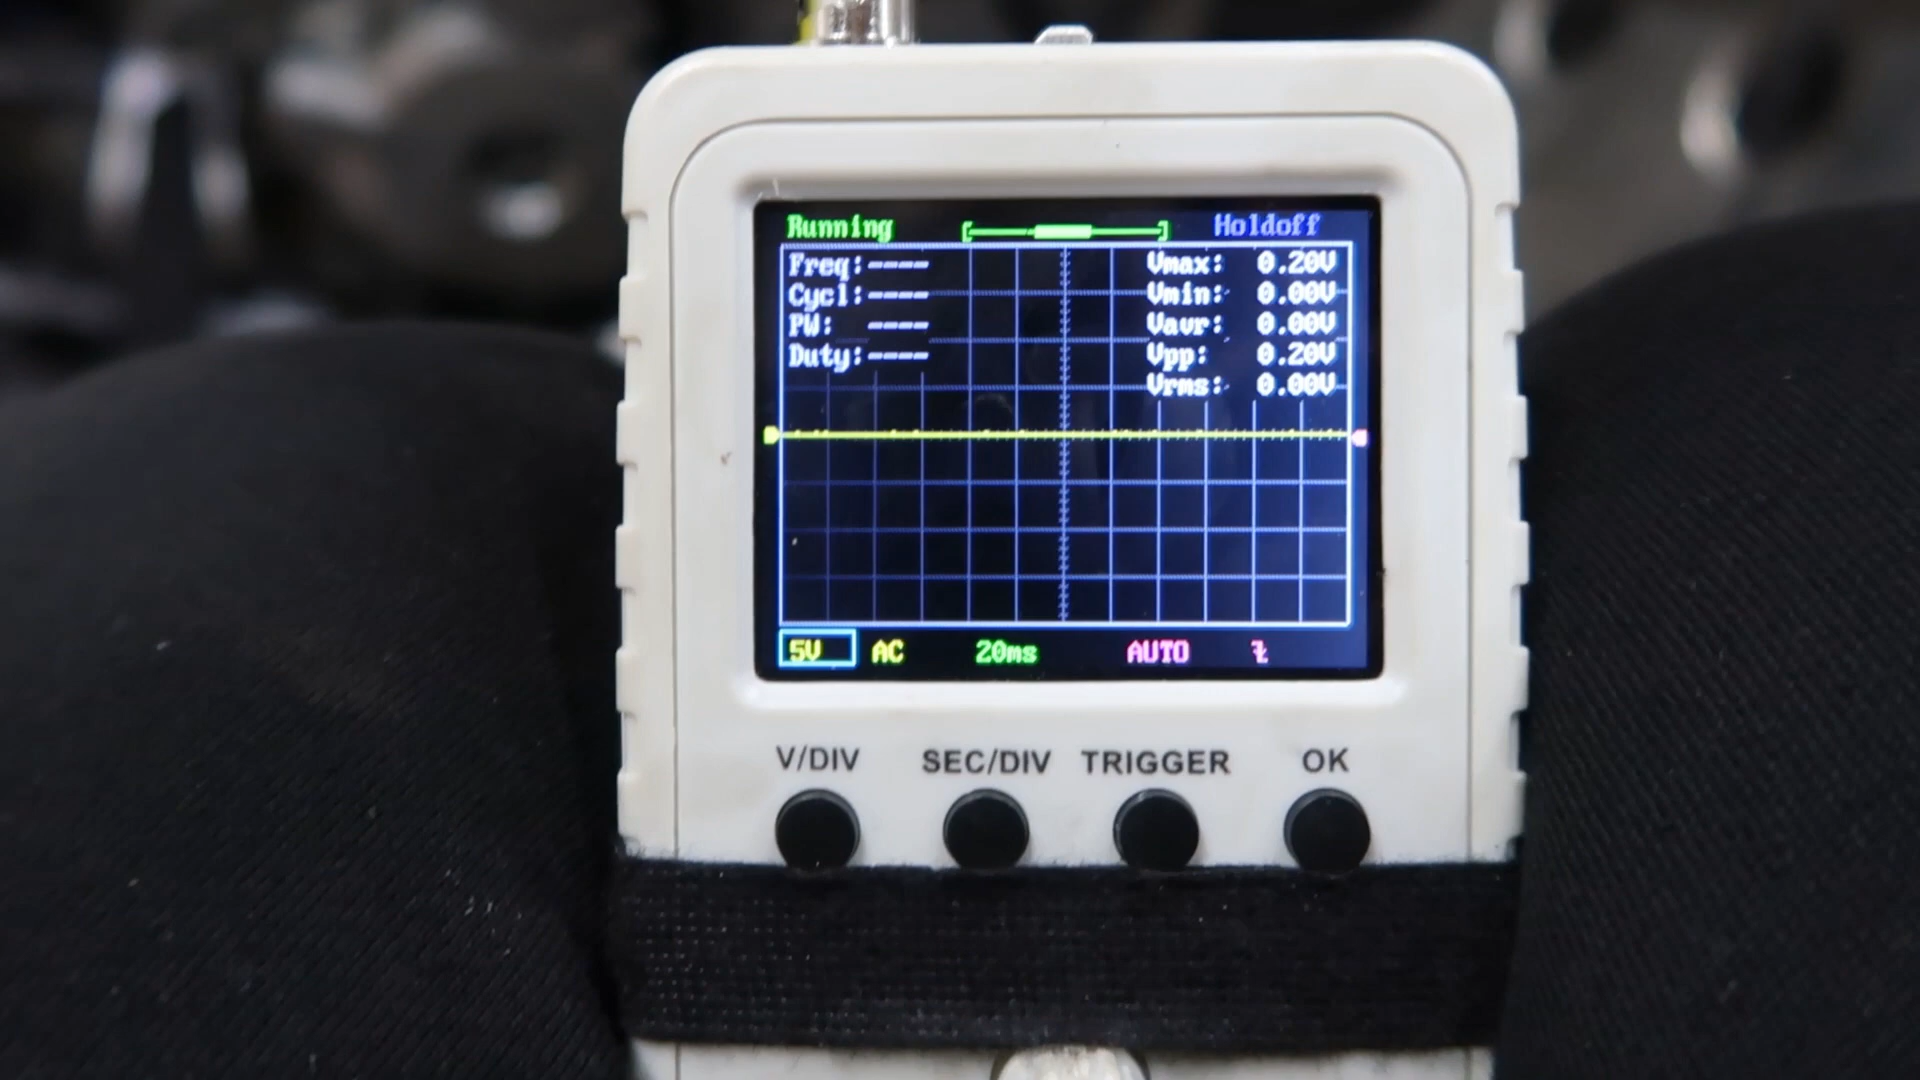 Running Holdoff
Freq:---- Vmax: 0.20V
Cycl:---- Vmin: 0.00V
PW: ---- Vavr: 0.00V
Duty:---- Vpp: 0.20V
Vrms: 0.00V
5V AC 20ms AUTO
V/DIV SEC/DIV TRIGGER OK